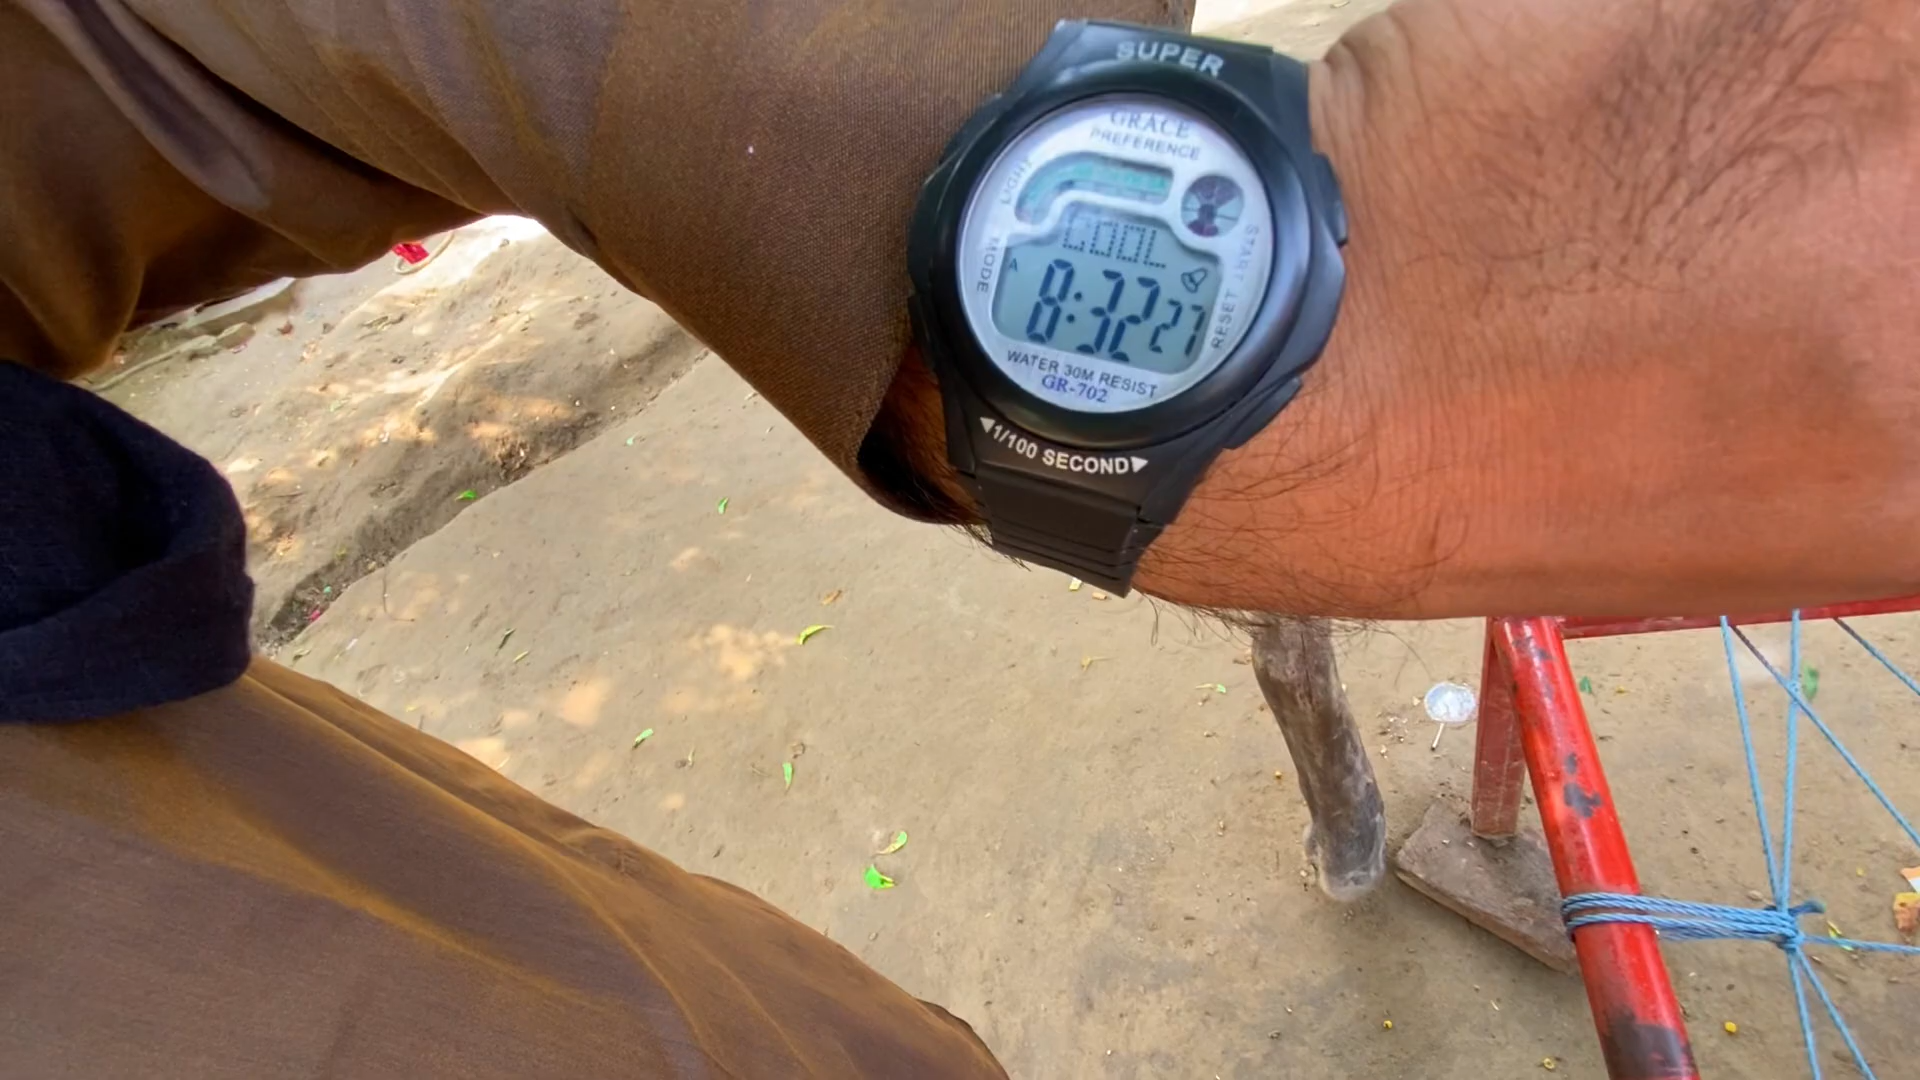 SUPER
GRACE
PREFERENCE
LIGHT
MODE
START
RESET
COOL
A
8:32 27
WATER 30M RESIST
GR-702
1/100 SECOND